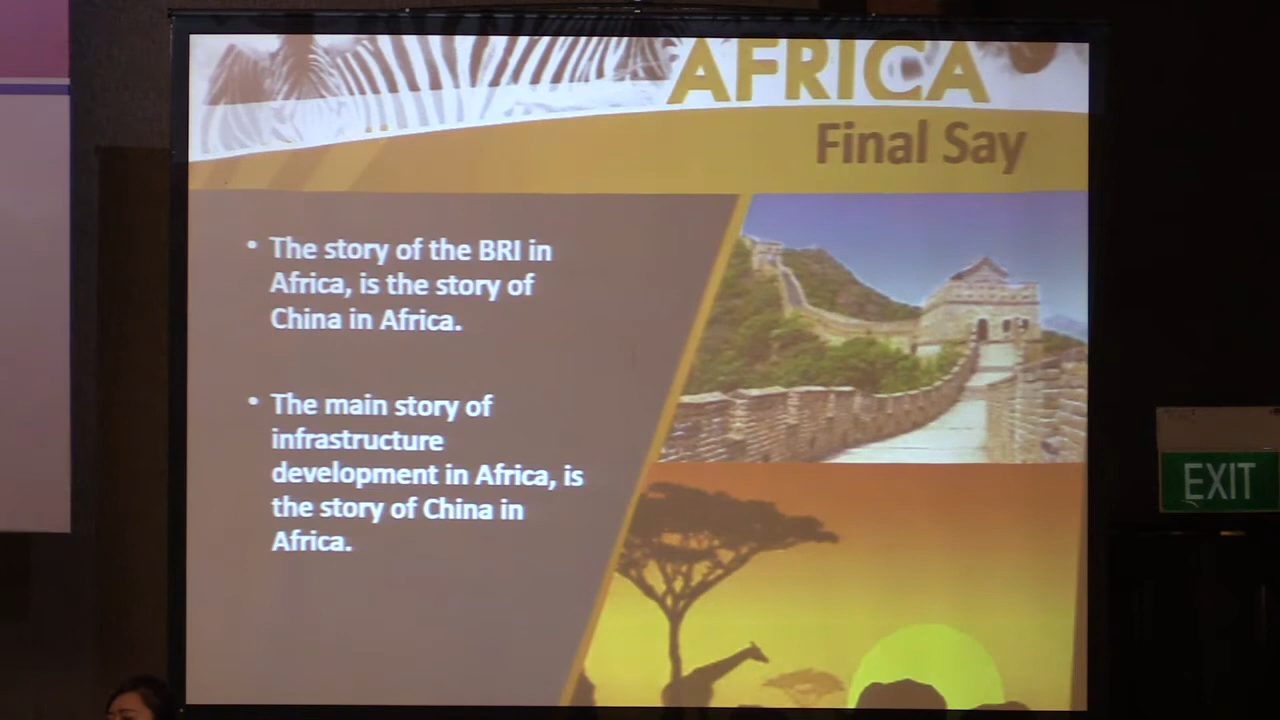 AFRICA
Final Say
• The story of the BRI in
Africa, is the story of
China in Africa.
• The main story of
infrastructure
development in Africa, is
the story of China in
Africa.
EXIT